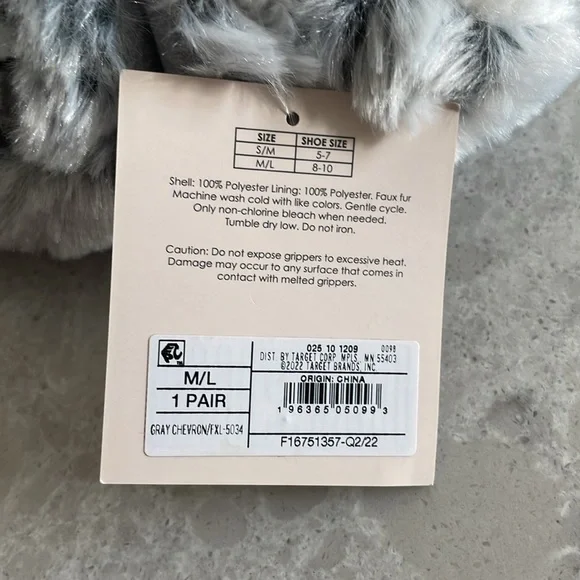 SIZE SHOE SIZE
S/M 5-7
M/L 8-10
Shell: 100% Polyester Lining: 100% Polyester. Faux fur
Machine wash cold with like colors. Gentle cycle.
Only non-chlorine bleach when needed.
Tumble dry low. Do not iron.
Caution: Do not expose grippers to excessive heat.
Damage may occur to any surface that comes in
contact with melted grippers.
TM
M/L
1 PAIR
GRAY CHEVRON/FXL-5034
025 10 1209 0098
DIST. BY TARGET CORP. MPLS, MN 55403
©2022 TARGET BRANDS, INC.
ORIGIN: CHINA
1 96365 05099 3
F16751357-Q2/22